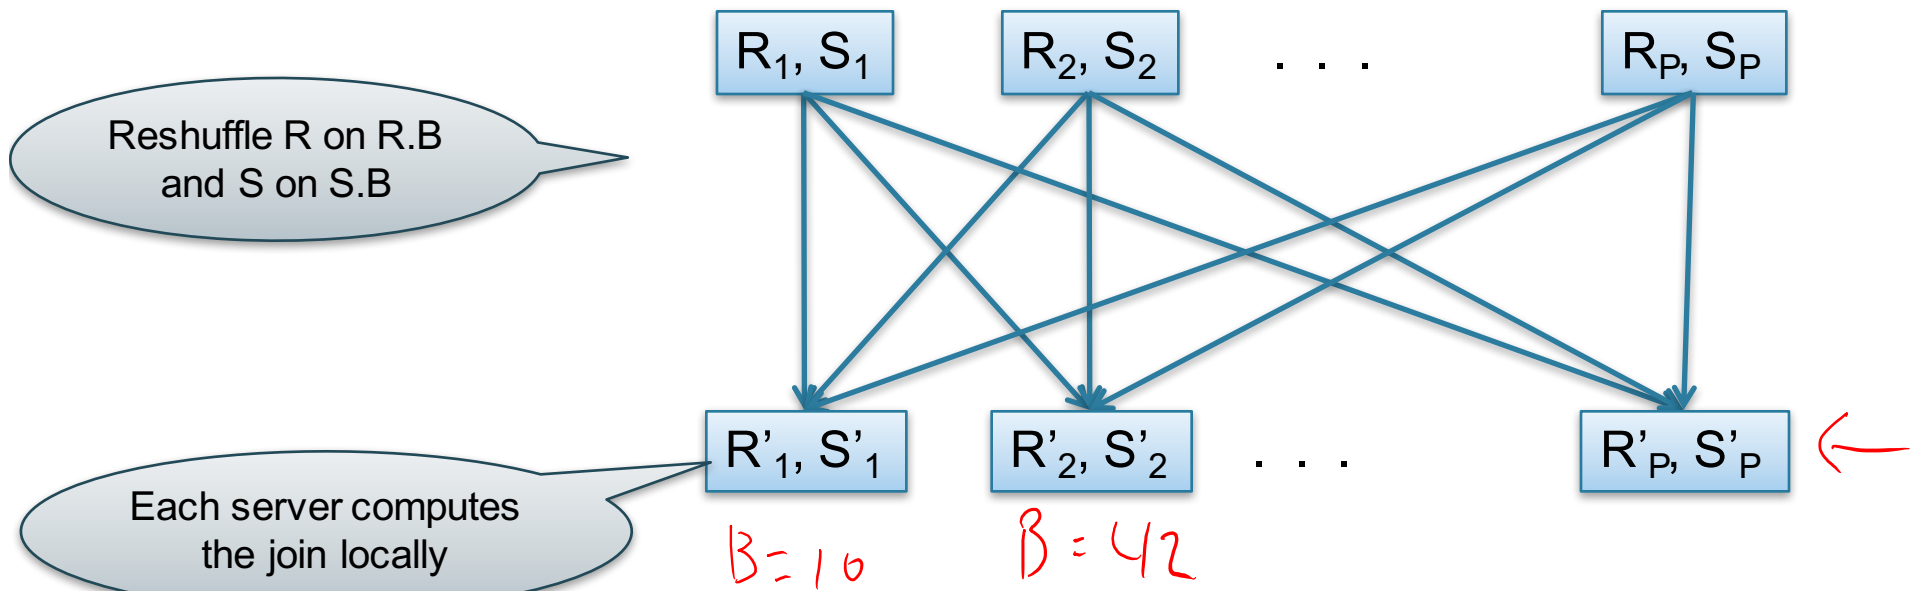 R₁, S₁
R₂, S₂
. . .
Rₚ, Sₚ
Reshuffle R on R.B
and S on S.B
R’₁, S’₁
R’₂, S’₂
. . .
R’ₚ, S’ₚ
Each server computes
the join locally
B=10
B=42